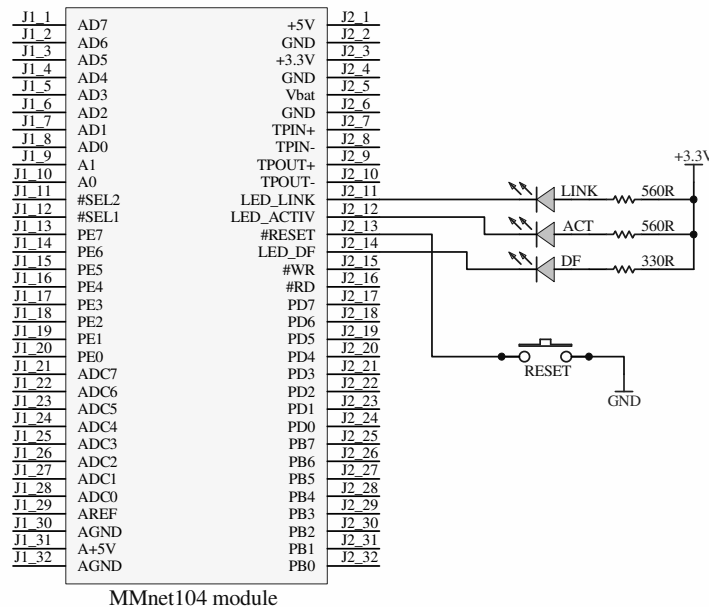 J1_1 AD7 +5V J2_1
J1_2 AD6 GND J2_2
J1_3 AD5 +3.3V J2_3
J1_4 AD4 GND J2_4
J1_5 AD3 Vbat J2_5
J1_6 AD2 GND J2_6
J1_7 AD1 TPIN+ J2_7
J1_8 AD0 TPIN- J2_8
J1_9 A1 TPOUT+ J2_9
J1_10 A0 TPOUT- J2_10
J1_11 #SEL2 LED_LINK J2_11
J1_12 #SEL1 LED_ACTIV J2_12
J1_13 PE7 #RESET J2_13
J1_14 PE6 LED_DF J2_14
J1_15 PE5 #WR J2_15
J1_16 PE4 #RD J2_16
J1_17 PE3 PD7 J2_17
J1_18 PE2 PD6 J2_18
J1_19 PE1 PD5 J2_19
J1_20 PE0 PD4 J2_20
J1_21 ADC7 PD3 J2_21
J1_22 ADC6 PD2 J2_22
J1_23 ADC5 PD1 J2_23
J1_24 ADC4 PD0 J2_24
J1_25 ADC3 PB7 J2_25
J1_26 ADC2 PB6 J2_26
J1_27 ADC1 PB5 J2_27
J1_28 ADC0 PB4 J2_28
J1_29 AREF PB3 J2_29
J1_30 AGND PB2 J2_30
J1_31 A+5V PB1 J2_31
J1_32 AGND PB0 J2_32
+3.3V
LINK 560R
ACT 560R
DF 330R
RESET
GND
MMnet104 module